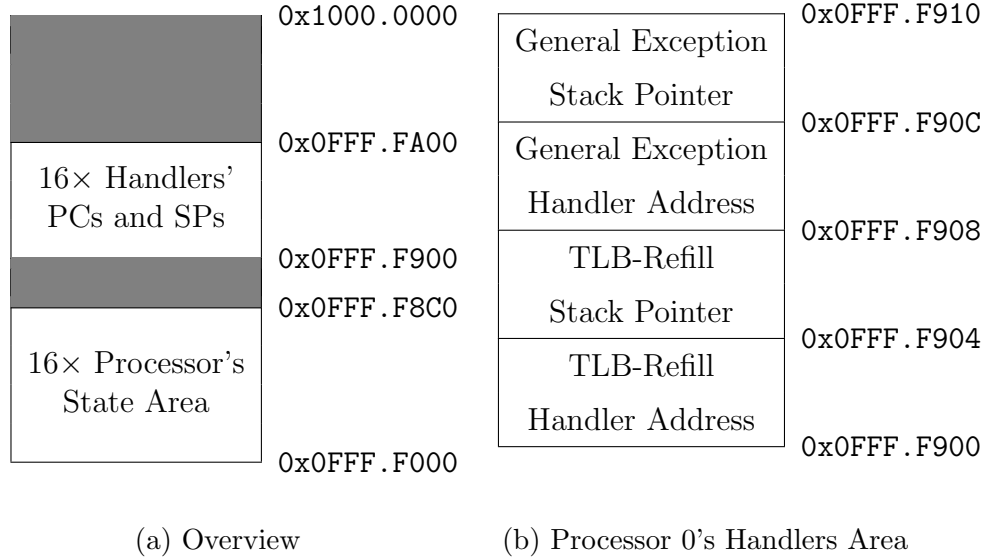 0x1000.0000
0x0FFF.FA00
16× Handlers'
PCs and SPs
0x0FFF.F900
0x0FFF.F8C0
16× Processor's
State Area
0x0FFF.F000
(a) Overview
0x0FFF.F910
General Exception
Stack Pointer
0x0FFF.F90C
General Exception
Handler Address
0x0FFF.F908
TLB-Refill
Stack Pointer
0x0FFF.F904
TLB-Refill
Handler Address
0x0FFF.F900
(b) Processor 0's Handlers Area